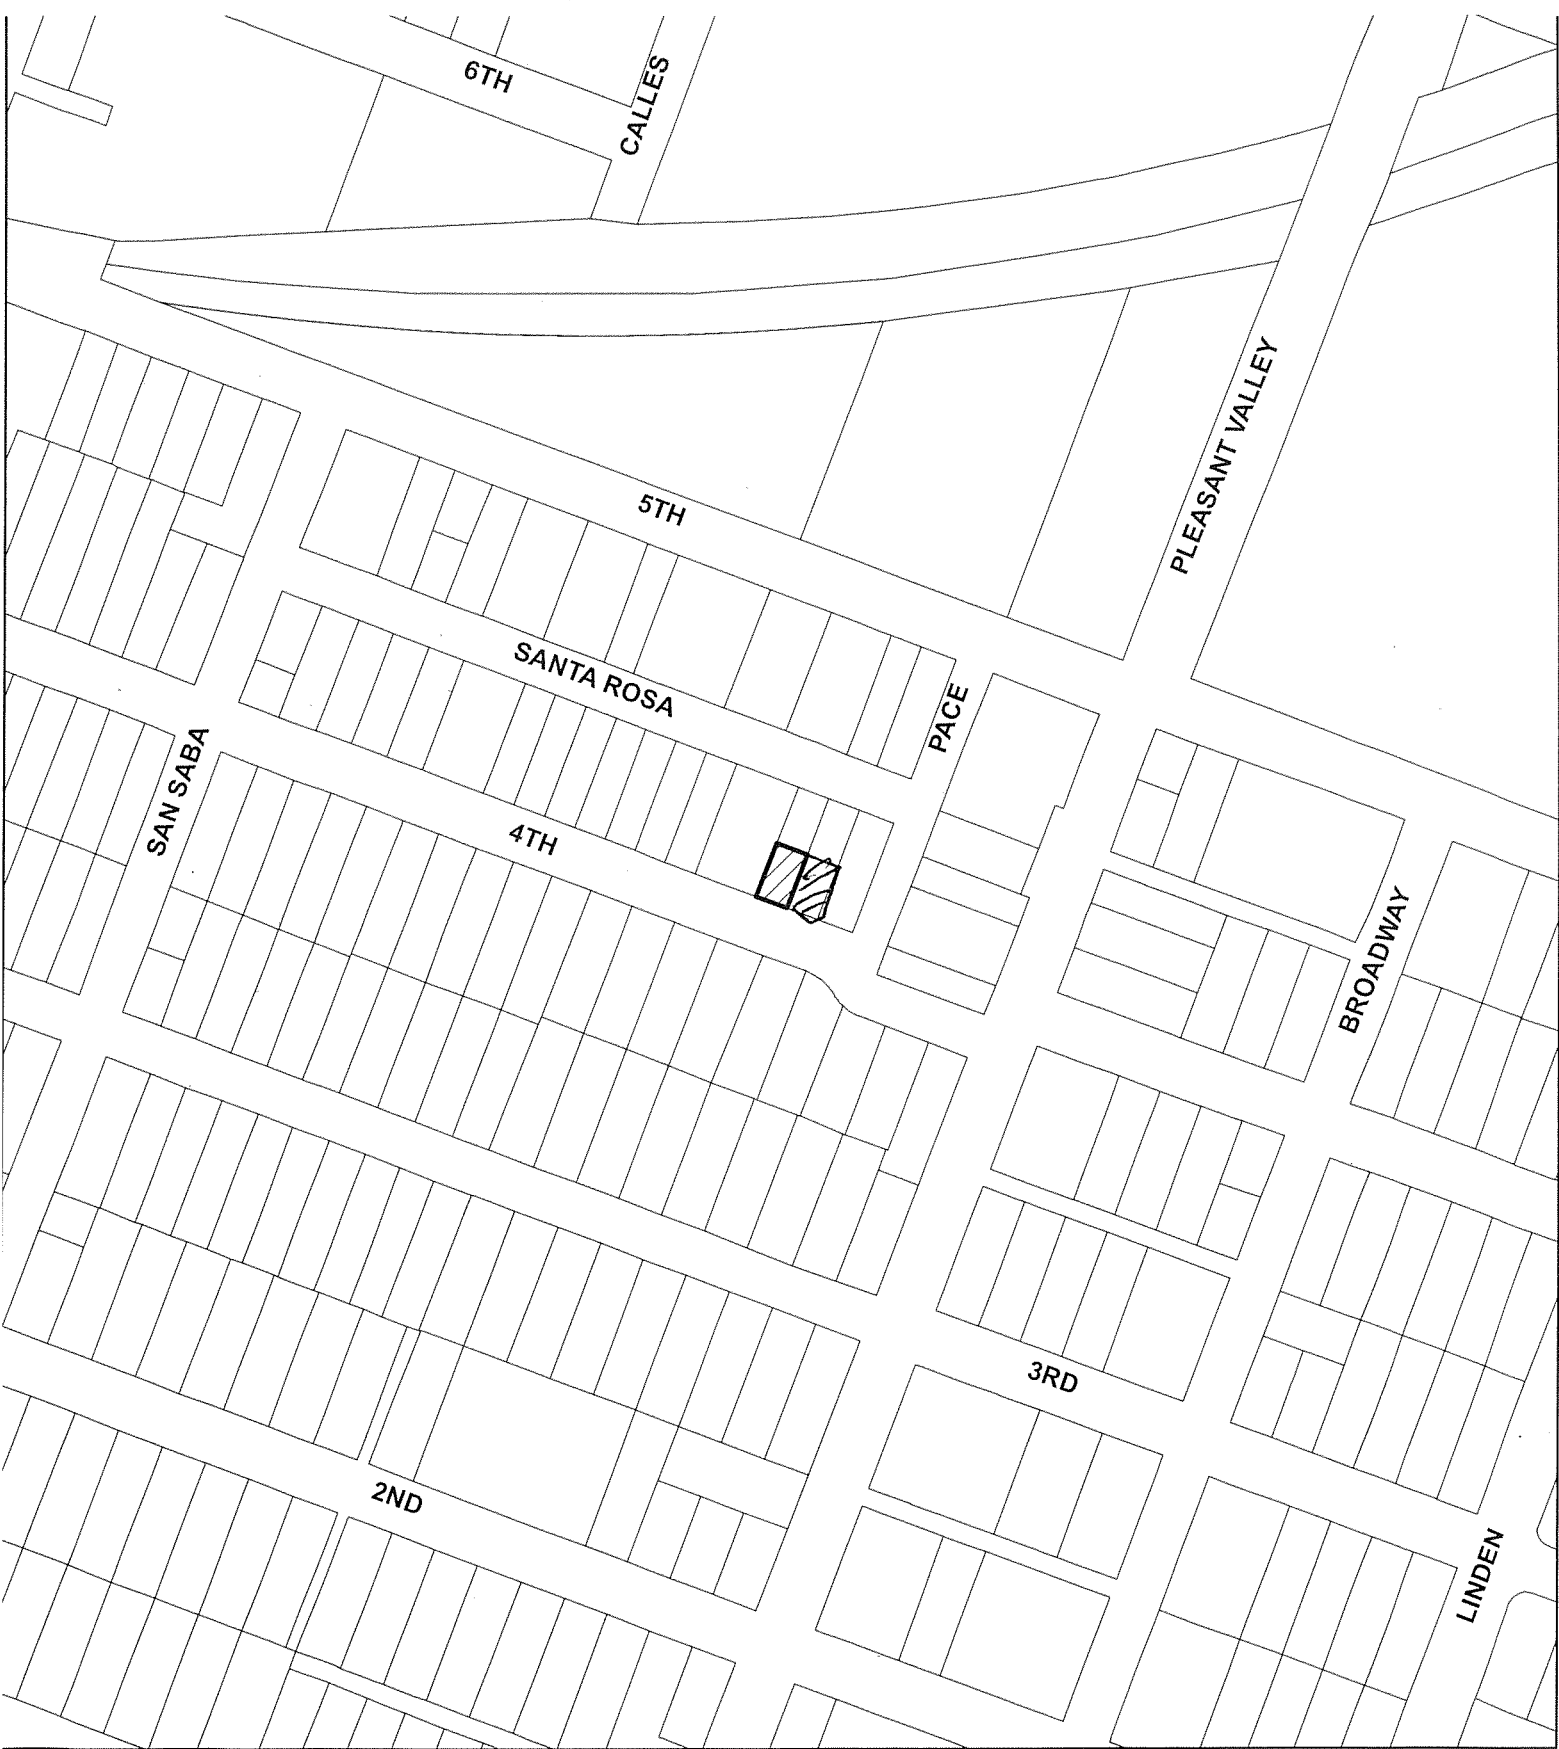 6TH
CALLES
PLEASANT VALLEY
5TH
SANTA ROSA
PACE
SAN SABA
4TH
BROADWAY
3RD
2ND
LINDEN